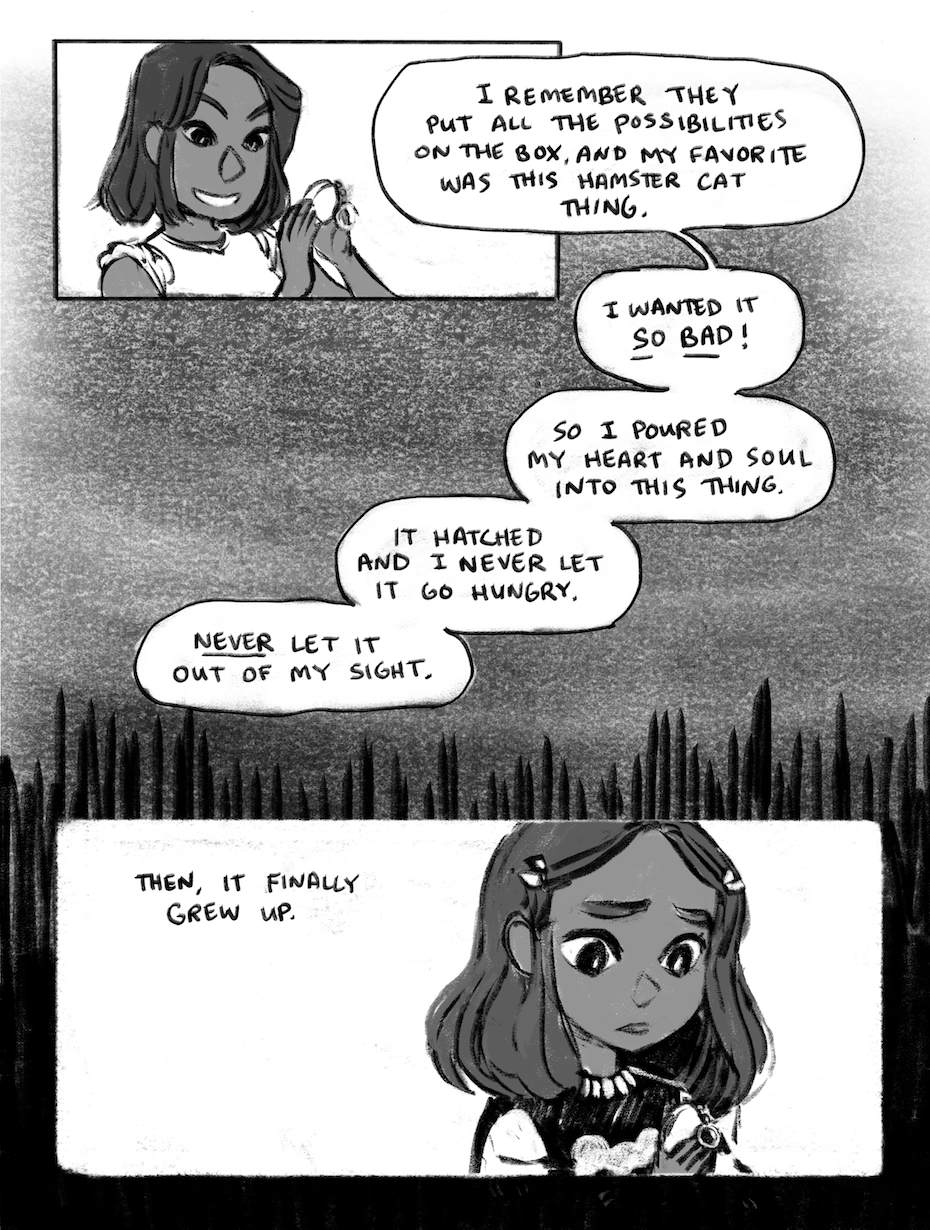 I REMEMBER THEY
PUT ALL THE POSSIBILITIES
ON THE BOX, AND MY FAVORITE
WAS THIS HAMSTER CAT
THING.
I WANTED IT
SO BAD!
SO I POURED
MY HEART AND SOUL
INTO THIS THING.
IT HATCHED
AND I NEVER LET
IT GO HUNGRY.
NEVER LET IT
OUT OF MY SIGHT.
THEN, IT FINALLY
GREW UP.